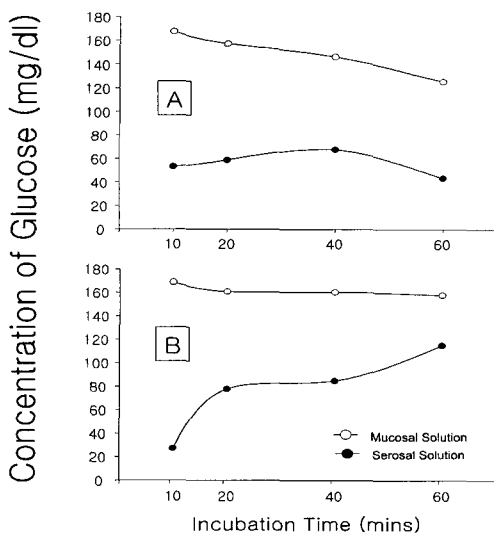 Concentration of Glucose (mg/dl)
180
160
140
120
100
80
60
40
20
0
A
10 20 40 60
180
160
140
120
100
80
60
40
20
0
B
Mucosal Solution
Serosal Solution
10 20 40 60
Incubation Time (mins)